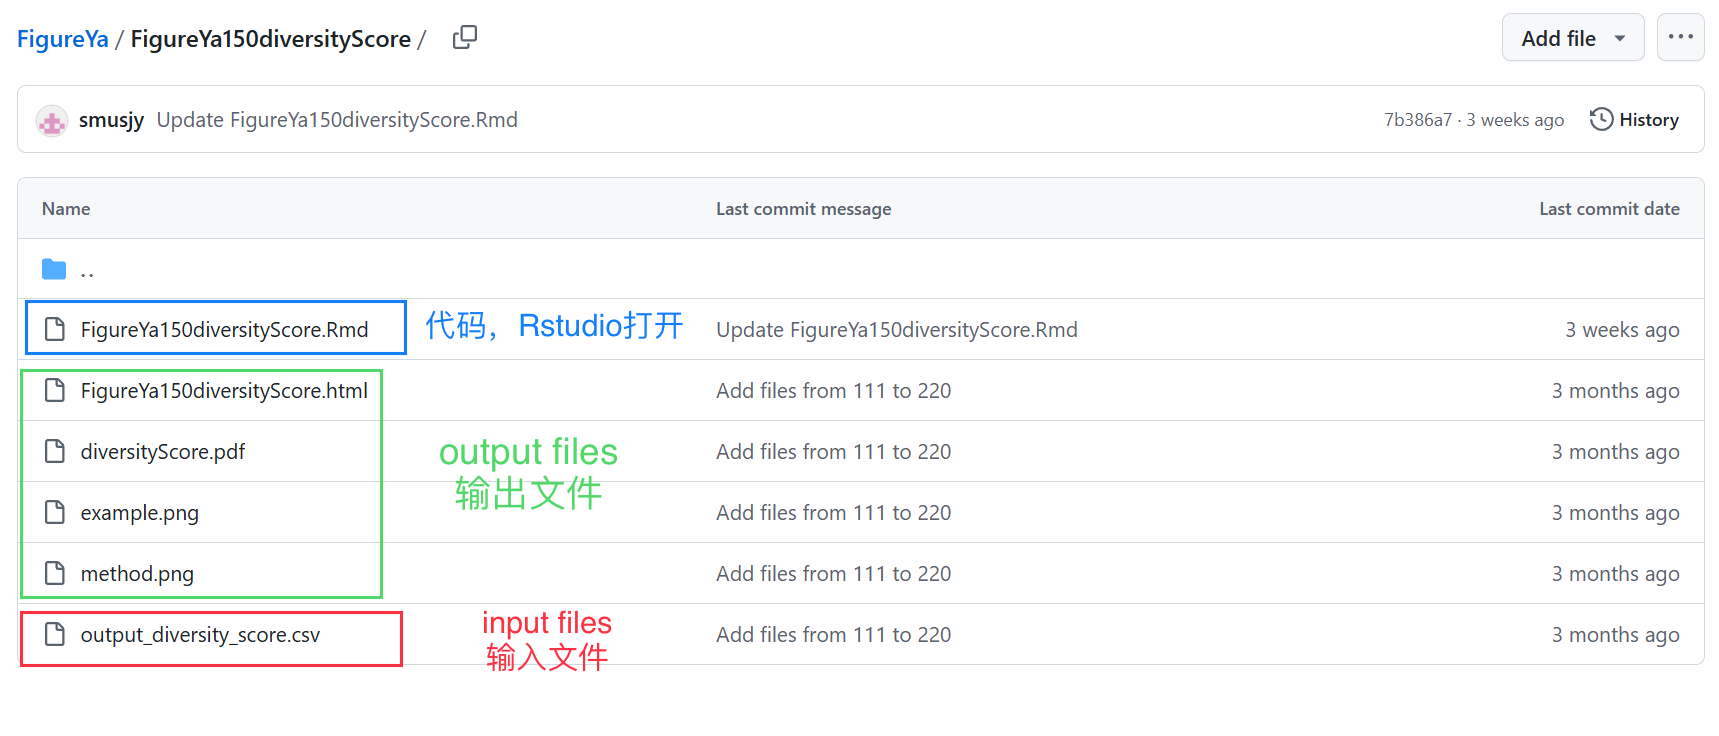 FigureYa / FigureYa150diversityScore /
Add file
smusjy Update FigureYa150diversityScore.Rmd
7b386a7 · 3 weeks ago
History
Name Last commit message Last commit date
..
FigureYa150diversityScore.Rmd 代码，Rstudio打开 Update FigureYa150diversityScore.Rmd 3 weeks ago
FigureYa150diversityScore.html Add files from 111 to 220 3 months ago
diversityScore.pdf Add files from 111 to 220 3 months ago
output files
输出文件
example.png Add files from 111 to 220 3 months ago
method.png Add files from 111 to 220 3 months ago
output_diversity_score.csv Add files from 111 to 220 3 months ago
input files
输入文件